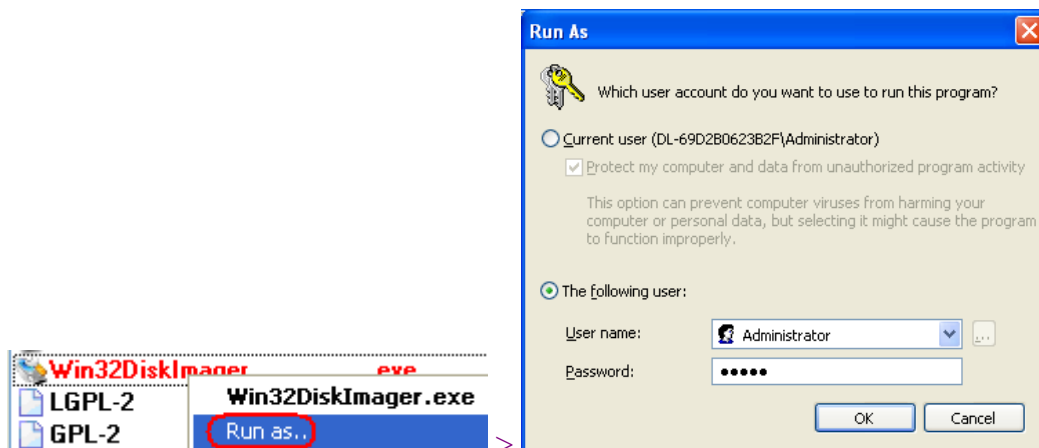 Win32DiskImager exe
LGPL-2
GPL-2
Win32DiskImager.exe
Run as..
>
Run As
Which user account do you want to use to run this program?
Current user (DL-69D2B0623B2F\Administrator)
Protect my computer and data from unauthorized program activity
This option can prevent computer viruses from harming your
computer or personal data, but selecting it might cause the program
to function improperly.
The following user:
User name:
Administrator
...
Password:
•••••
OK
Cancel